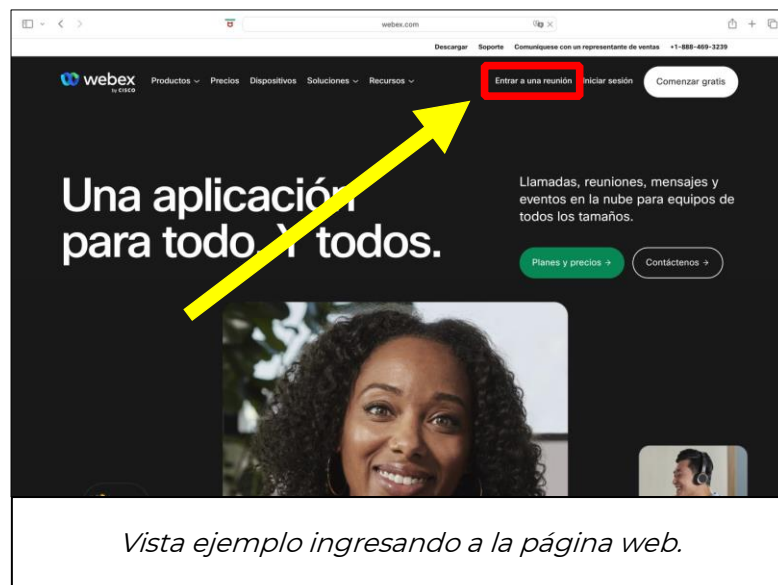 webex.com
Descargar Soporte Comuníquese con un representante de ventas +1-888-469-3239
webex Productos Precios Dispositivos Soluciones Recursos Entrar a una reunión Iniciar sesión Comenzar gratis
by CISCO
Una aplicación
para todo. Y todos.
Llamadas, reuniones, mensajes y
eventos en la nube para equipos de
todos los tamaños.
Planes y precios → Contáctenos →
Vista ejemplo ingresando a la página web.